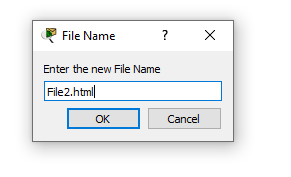 File Name
?
Enter the new File Name
File2.html
OK
Cancel